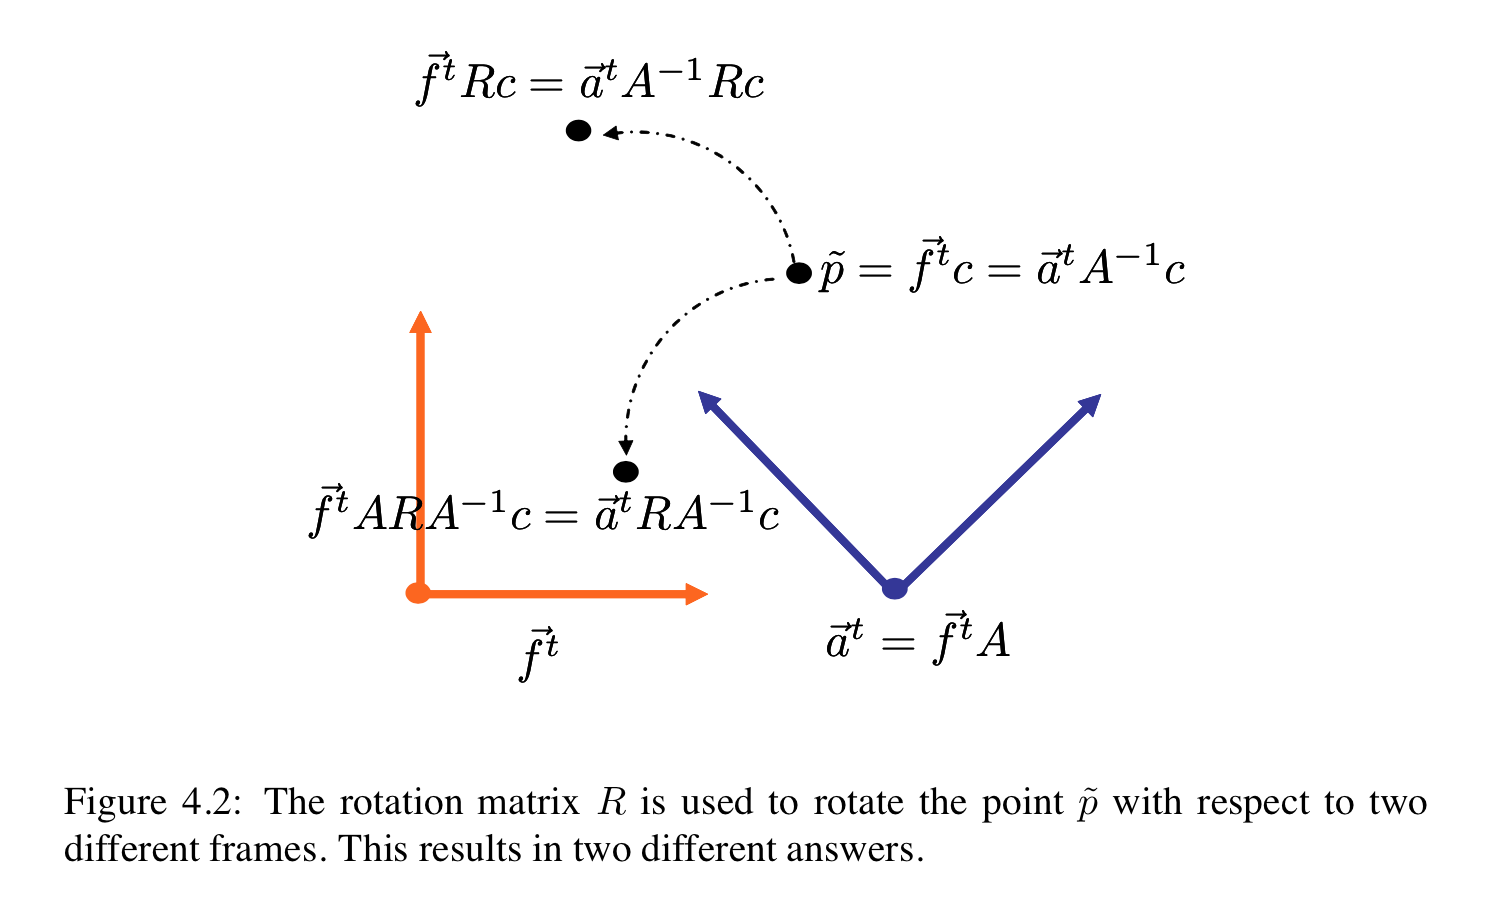 $\vec{f}^t Rc = \vec{a}^t A^{-1} Rc$
$\tilde{p} = \vec{f}^t c = \vec{a}^t A^{-1} c$
$\vec{f}^t ARA^{-1} c = \vec{a}^t RA^{-1} c$
$\vec{f}^t$
$\vec{a}^t = \vec{f}^t A$
Figure 4.2: The rotation matrix $R$ is used to rotate the point $\tilde{p}$ with respect to two
different frames. This results in two different answers.